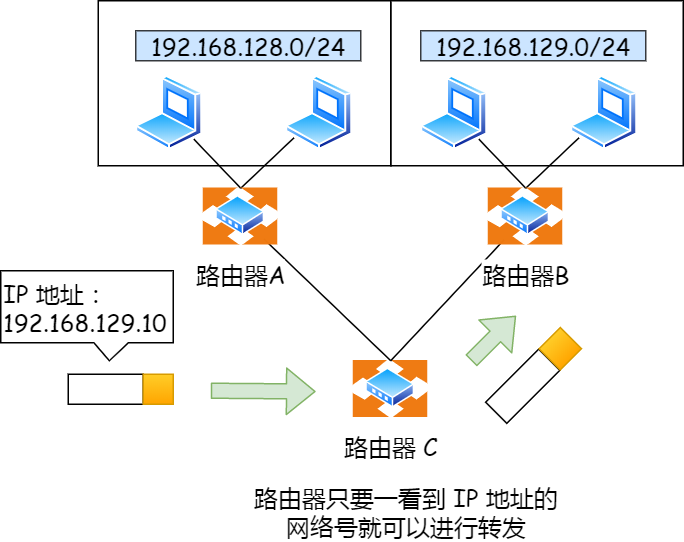 192.168.128.0/24
192.168.129.0/24
路由器A
路由器B
IP 地址：
192.168.129.10
路由器 C
路由器只要一看到 IP 地址的
网络号就可以进行转发